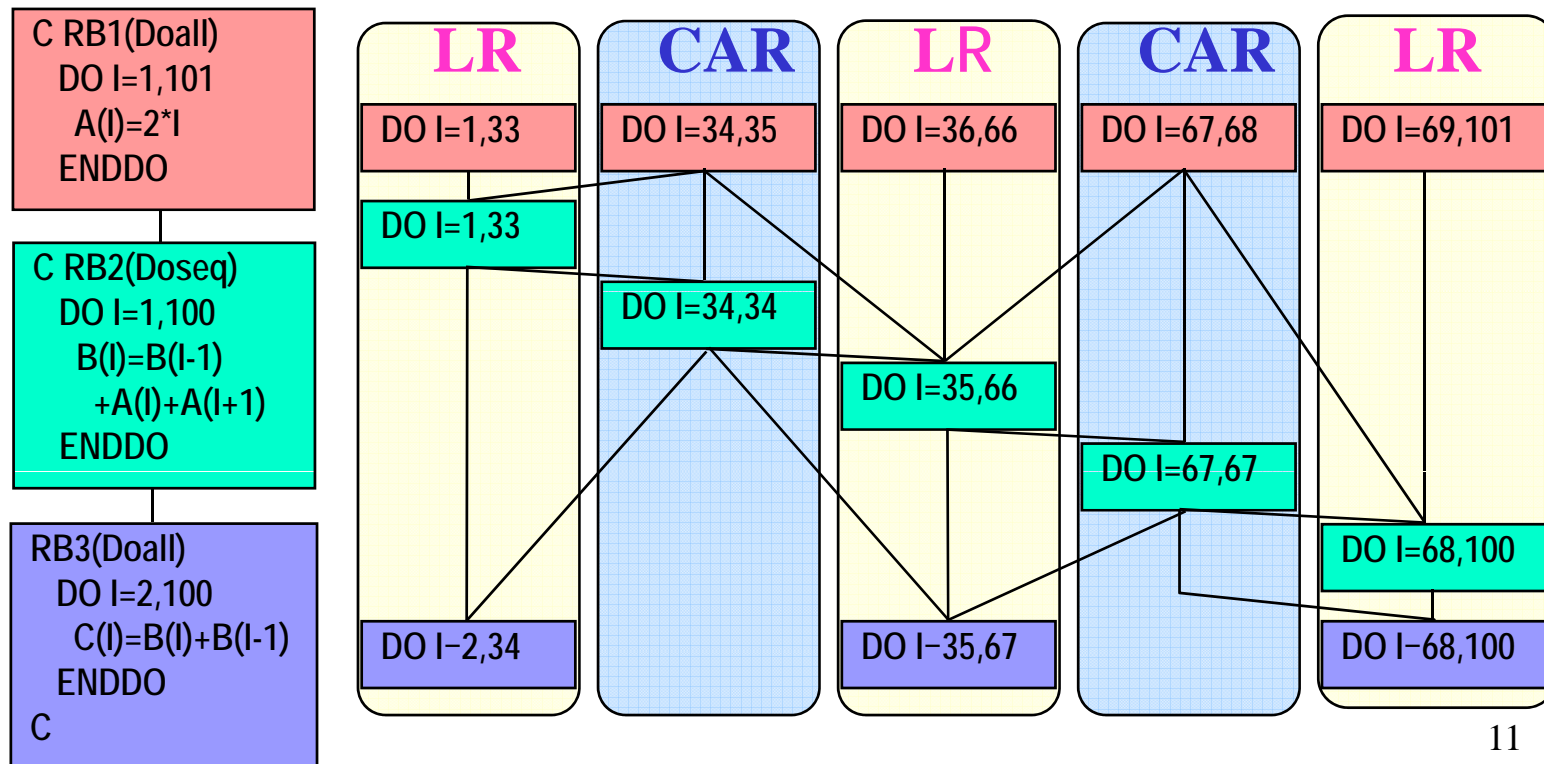 C RB1(Doall)
DO I=1,101
A(I)=2*I
ENDDO
C RB2(Doseq)
DO I=1,100
B(I)=B(I-1)
+A(I)+A(I+1)
ENDDO
RB3(Doall)
DO I=2,100
C(I)=B(I)+B(I-1)
ENDDO
C
LR
CAR
LR
CAR
LR
DO I=1,33
DO I=34,35
DO I=36,66
DO I=67,68
DO I=69,101
DO I=1,33
DO I=34,34
DO I=35,66
DO I=67,67
DO I=68,100
DO I−2,34
DO I−35,67
DO I−68,100
11